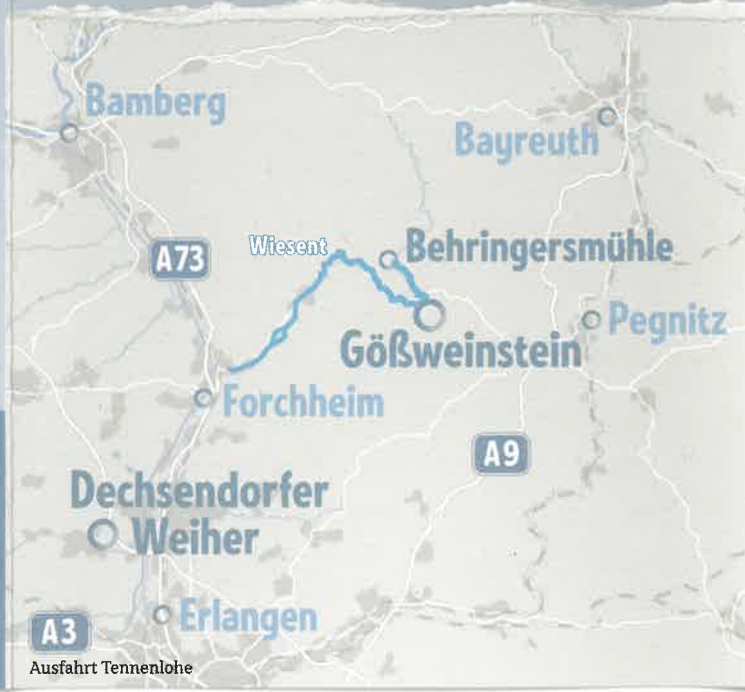 Bamberg
Bayreuth
Wiesent
Behringersmühle
A73
Pegnitz
Gößweinstein
Forchheim
A9
Dechsendorfer
Weiher
Erlangen
A3
Ausfahrt Tennenlohe